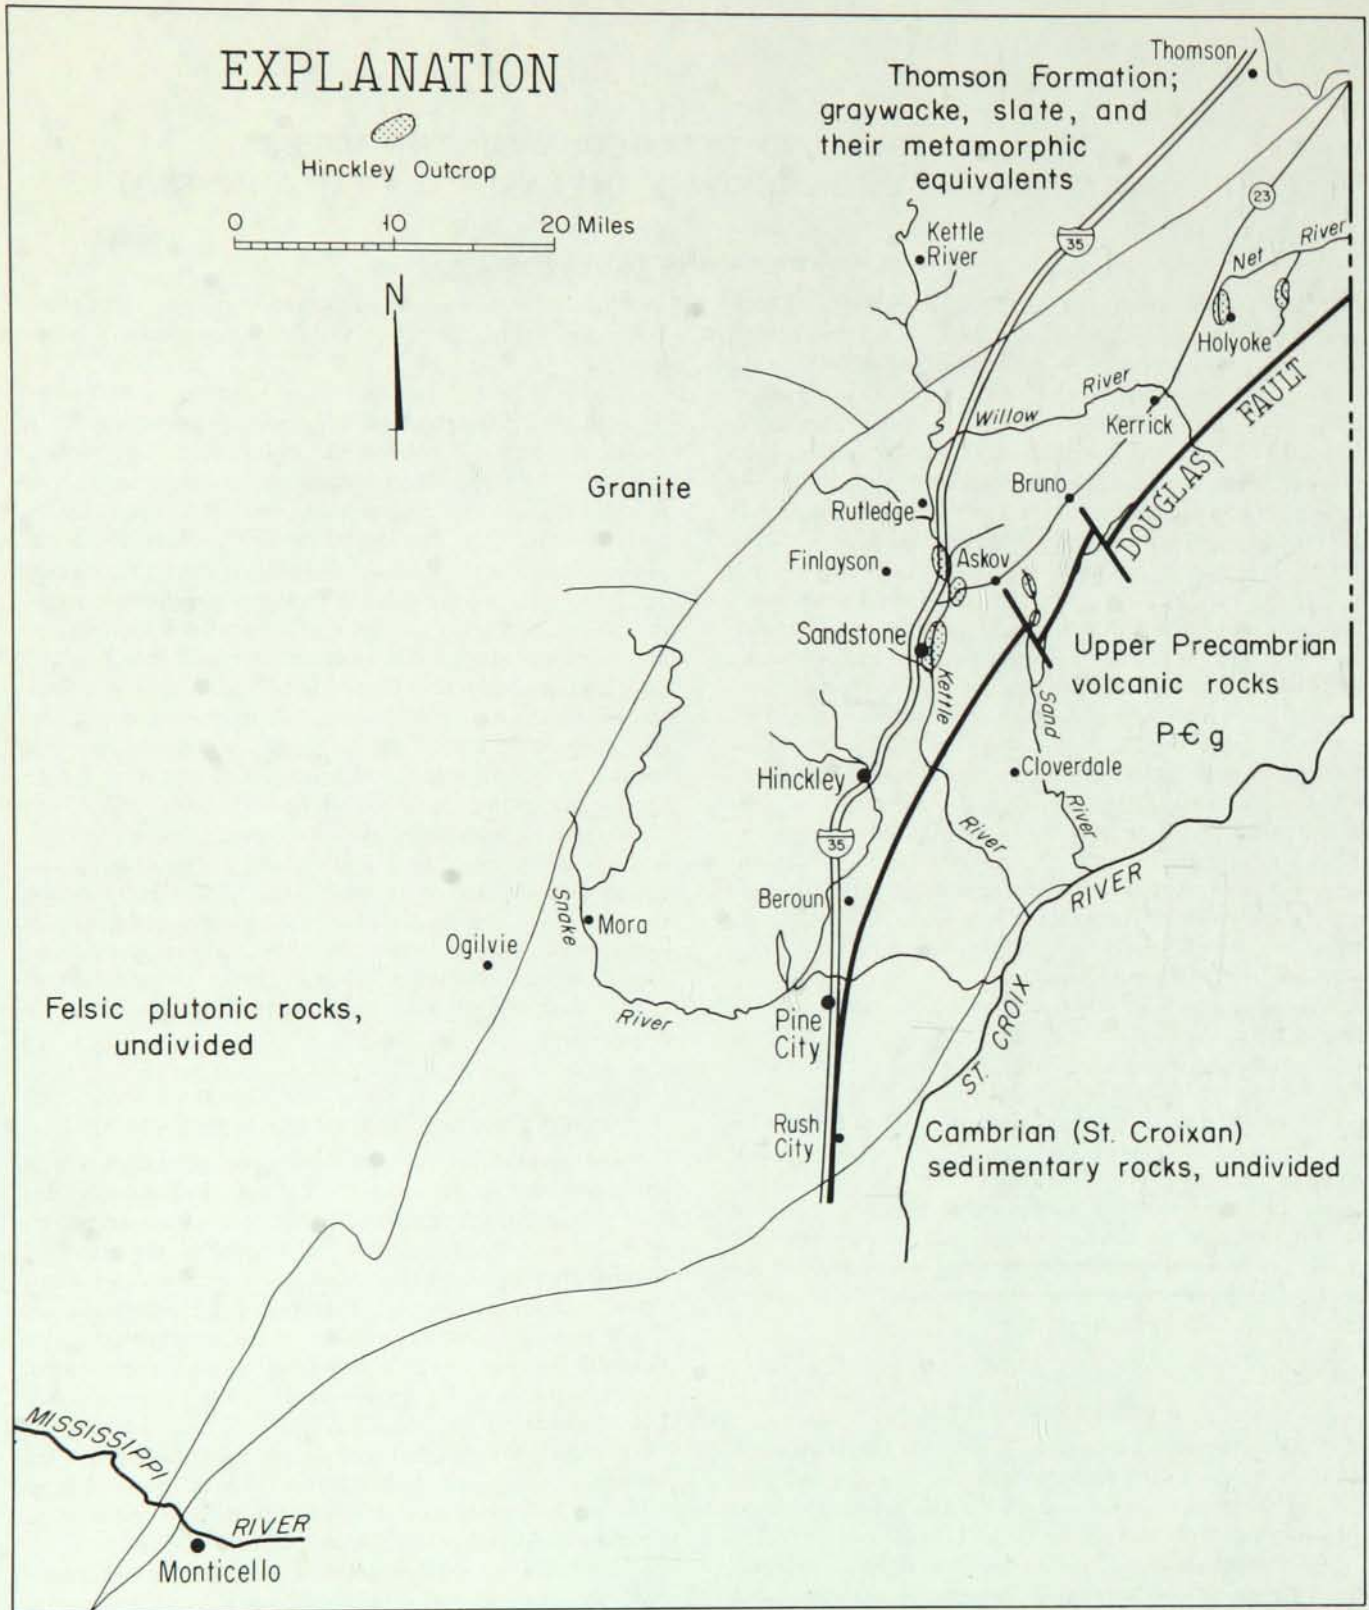 EXPLANATION
Hinckley Outcrop
0 10 20 Miles
N
Thomson
Thomson Formation;
graywacke, slate, and
their metamorphic
equivalents
23
35
Kettle
River
Net River
Holyoke
River
Willow
Kerrick
DOUGLAS FAULT
Granite
Bruno
Rutledge
Finlayson
Askov
Sandstone
Kettle
Upper Precambrian
volcanic rocks
P-Є g
Sand
Hinckley
Cloverdale
River
River
35
RIVER
Beroun
Snake
Mora
Ogilvie
Felsic plutonic rocks,
undivided
River
Pine
City
ST. CROIX
Rush
City
Cambrian (St. Croixan)
sedimentary rocks, undivided
MISSISSIPPI
RIVER
Monticello